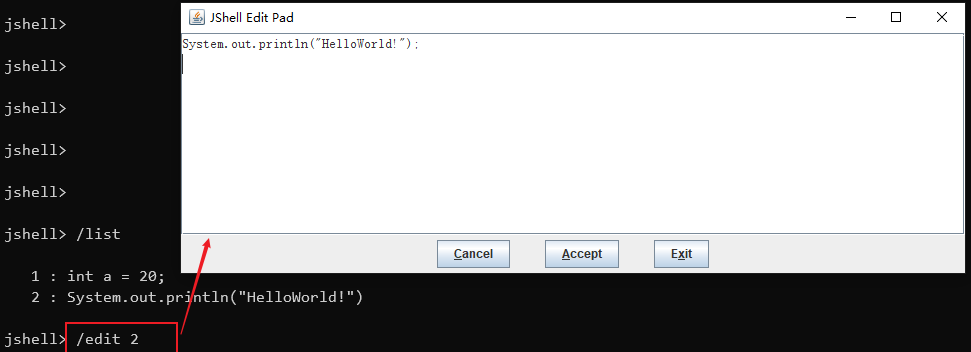 jshell>
jshell>
jshell>
jshell>
jshell>
jshell> /list
1 : int a = 20;
2 : System.out.println("HelloWorld!")
jshell> /edit 2
JShell Edit Pad
System.out.println("HelloWorld!");
Cancel Accept Exit